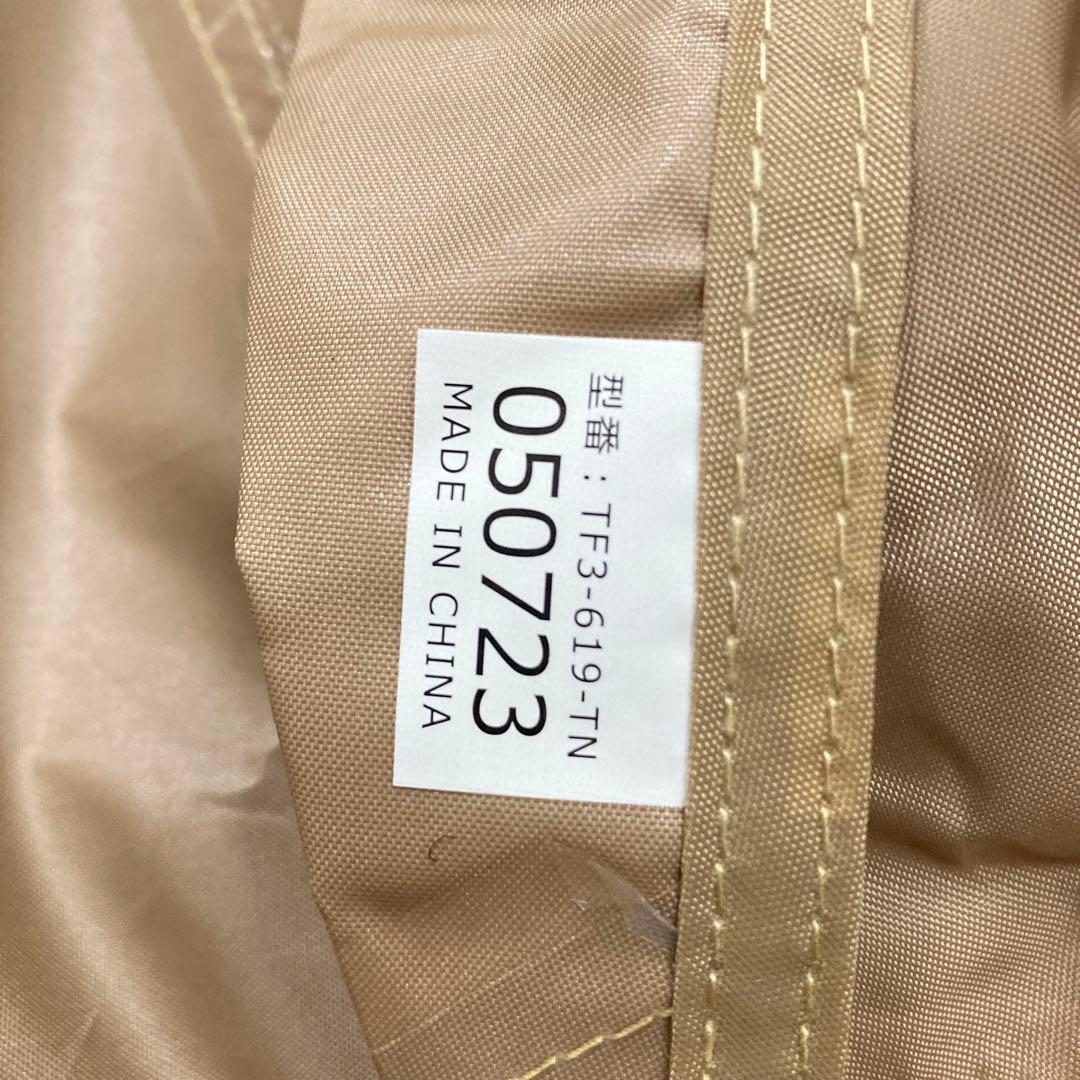 型番：TF3-619-TN
050723
MADE IN CHINA